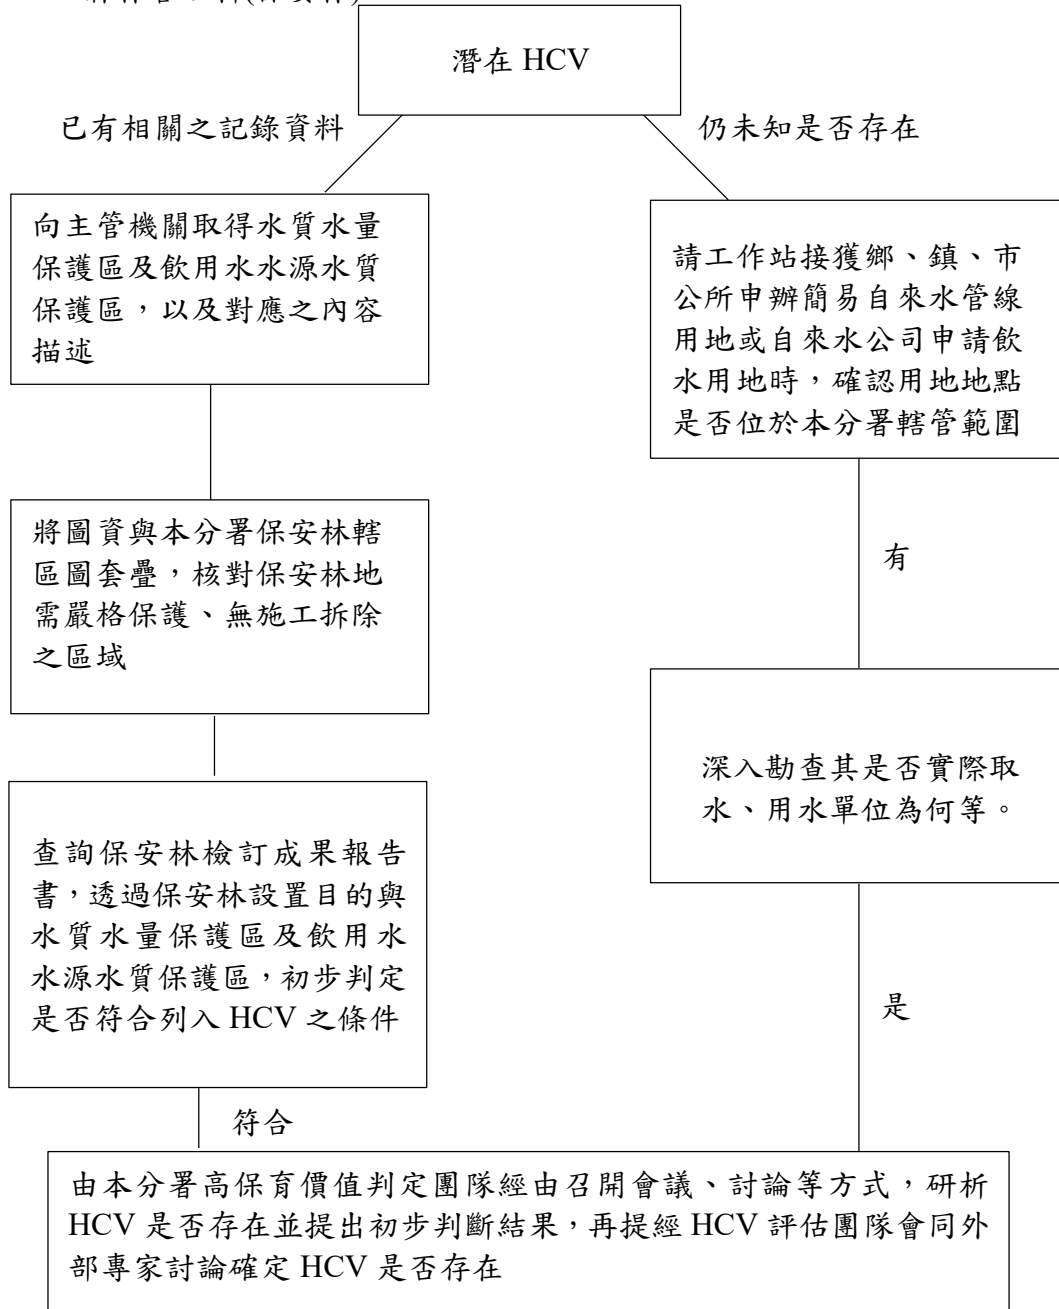 潛在 HCV
已有相關之記錄資料
仍未知是否存在
向主管機關取得水質水量
保護區及飲用水水源水質
保護區，以及對應之內容
描述
請工作站接獲鄉、鎮、市
公所申辦簡易自來水管線
用地或自來水公司申請飲
水用地時，確認用地地點
是否位於本分署轄管範圍
將圖資與本分署保安林轄
區圖套疊，核對保安林地
需嚴格保護、無施工拆除
之區域
有
深入勘查其是否實際取
水、用水單位為何等。
查詢保安林檢訂成果報告
書，透過保安林設置目的與
水質水量保護區及飲用水
水源水質保護區，初步判定
是否符合列入 HCV 之條件
是
符合
由本分署高保育價值判定團隊經由召開會議、討論等方式，研析
HCV 是否存在並提出初步判斷結果，再提經 HCV 評估團隊會同外
部專家討論確定 HCV 是否存在